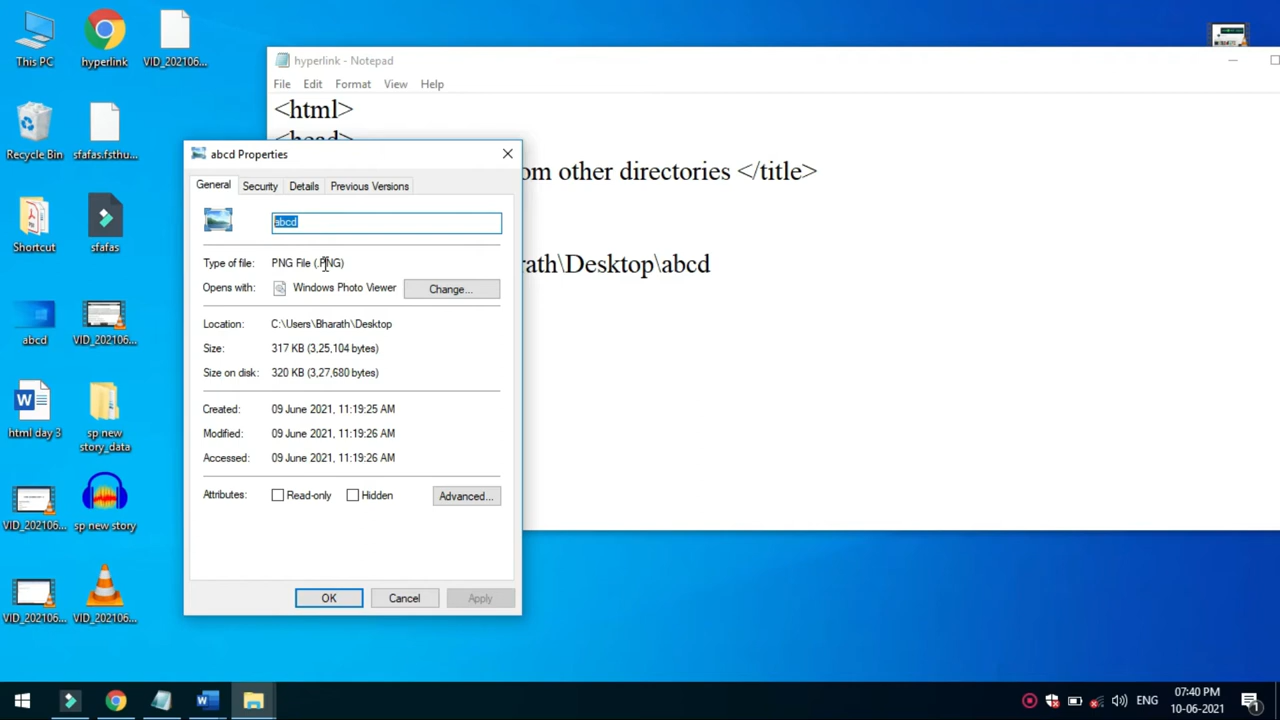 This PC
hyperlink
VID_202106...
Recycle Bin
sfafas.fsthu...
Shortcut
sfafas
abcd
VID_202106...
html day 3
sp new
story_data
VID_202106...
sp new story
VID_202106...
VID_202106...
hyperlink - Notepad
File Edit Format View Help
<html>
<head>
om other directories </title>
rath\Desktop\abcd
abcd Properties
General Security Details Previous Versions
abcd
Type of file: PNG File (.PNG)
Opens with: Windows Photo Viewer Change...
Location: C:\Users\Bharath\Desktop
Size: 317 KB (3,25,104 bytes)
Size on disk: 320 KB (3,27,680 bytes)
Created: 09 June 2021, 11:19:25 AM
Modified: 09 June 2021, 11:19:26 AM
Accessed: 09 June 2021, 11:19:26 AM
Attributes: Read-only Hidden Advanced...
OK Cancel Apply
ENG
07:40 PM
10-06-2021
1